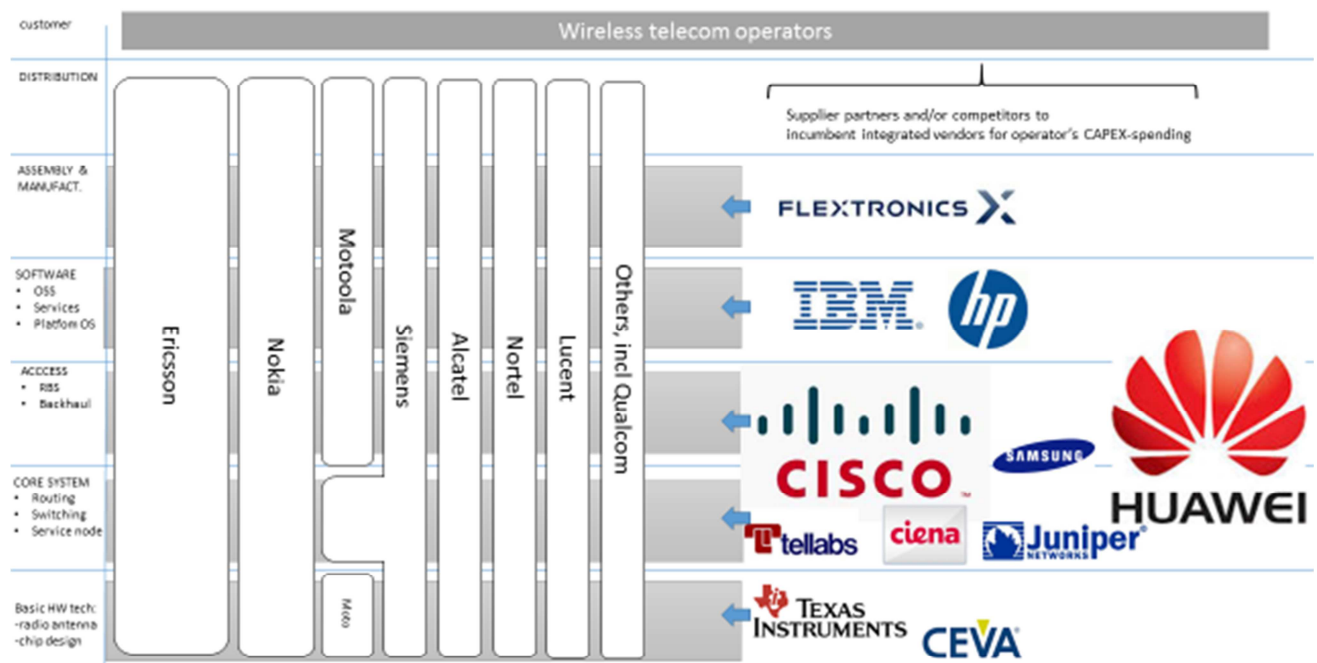 customer
Wireless telecom operators
DISTRIBUTION
Supplier partners and/or competitors to
incumbent integrated vendors for operator's CAPEX-spending
ASSEMBLY &
MANUFACT.
FLEXTRONICS
SOFTWARE
• OSS
• Services
• Platfom OS
IBM®
hp
ACCCESS
• RBS
• Backhaul
CISCO™
SAMSUNG
HUAWEI
CORE SYSTEM
• Routing
• Switching
• Service node
tellabs
ciena
Juniper®
NETWORKS
Basic HW tech:
-radio antenna
-chip design
TEXAS
INSTRUMENTS
CEVA
Ericsson
Nokia
Motoola
Moto
Siemens
Alcatel
Nortel
Lucent
Others, incl Qualcom